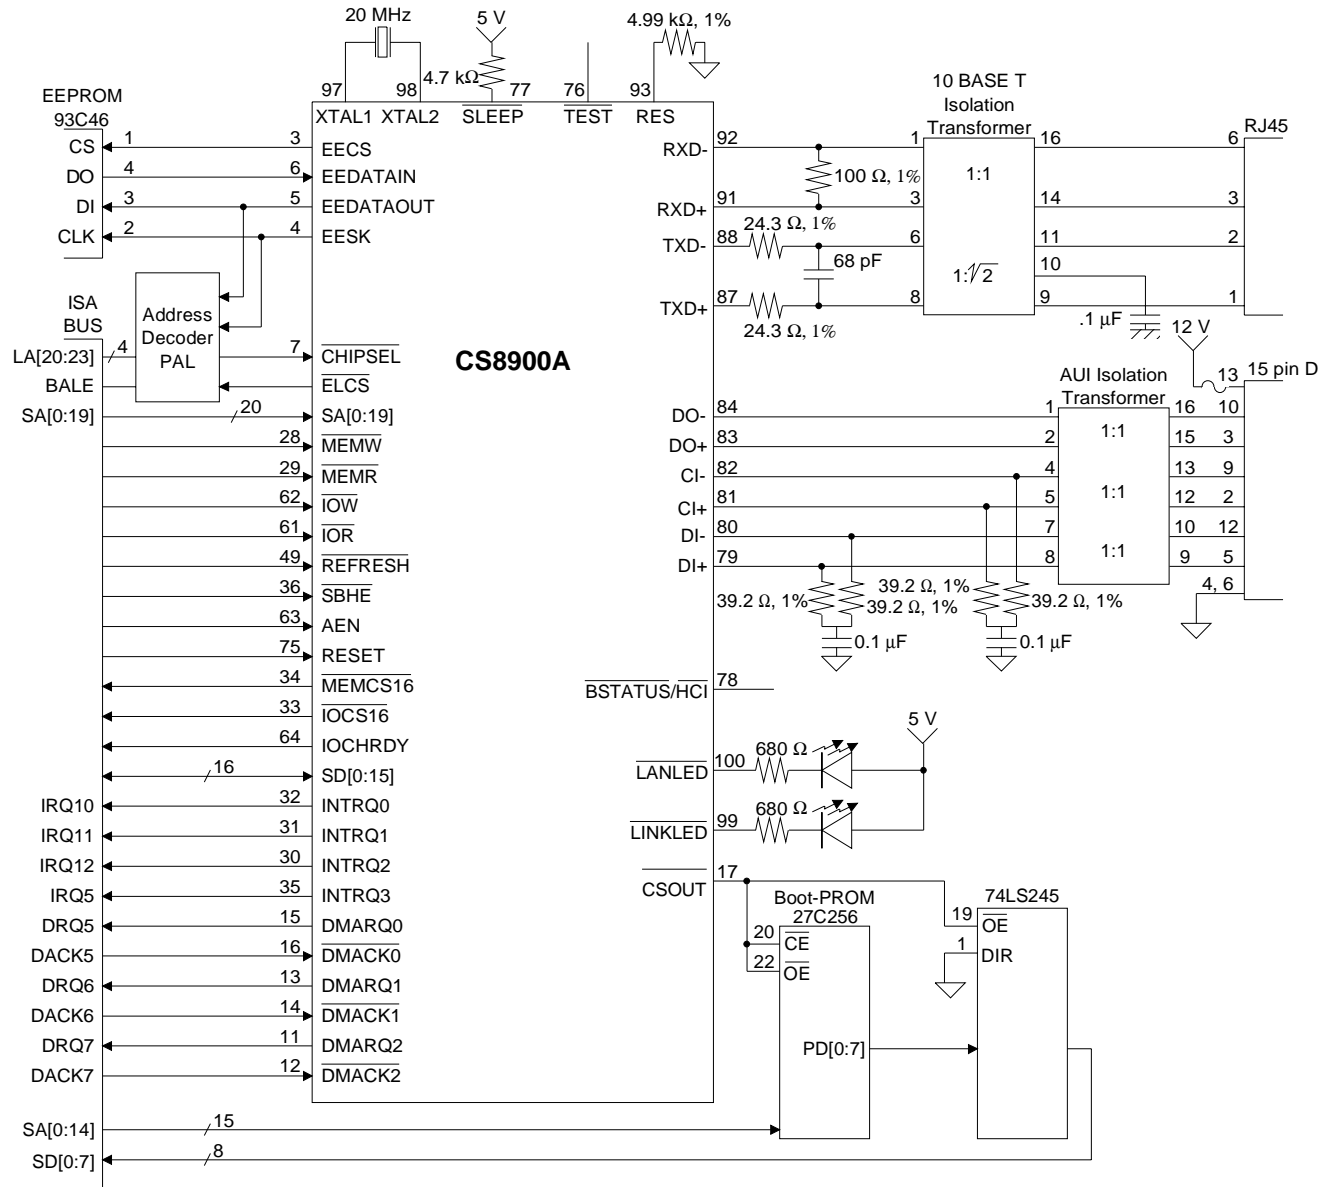 20 MHz
5 V
4.99 kΩ, 1%
4.7 kΩ
97
98
77
76
93
XTAL1
XTAL2
SLEEP
TEST
RES
EEPROM
93C46
CS 1 3 EECS
DO 4 6 EEDATAIN
DI 3 5 EEDATAOUT
CLK 2 4 EESK
ISA
BUS
Address
Decoder
PAL
LA[20:23] 4 7 CHIPSEL
BALE ELCS
SA[0:19] 20 SA[0:19]
28 MEMW
29 MEMR
62 IOW
61 IOR
49 REFRESH
36 SBHE
63 AEN
75 RESET
34 MEMCS16
33 IOCS16
64 IOCHRDY
16 SD[0:15]
IRQ10 32 INTRQ0
IRQ11 31 INTRQ1
IRQ12 30 INTRQ2
IRQ5 35 INTRQ3
DRQ5 15 DMARQ0
DACK5 16 DMACK0
DRQ6 13 DMARQ1
DACK6 14 DMACK1
DRQ7 11 DMARQ2
DACK7 12 DMACK2
SA[0:14] 15
SD[0:7] 8
CS8900A
10 BASE T
Isolation
Transformer
RJ45
RXD- 92 1 16 6
100 Ω, 1%
1:1
RXD+ 91 3 14 3
24.3 Ω, 1%
TXD- 88 6 11 2
68 pF
1:√2
10
TXD+ 87 8 9 1
24.3 Ω, 1%
.1 µF
12 V
AUI Isolation
Transformer
13 15 pin D
DO- 84 1 16 10
1:1
DO+ 83 2 15 3
CI- 82 4 13 9
1:1
CI+ 81 5 12 2
DI- 80 7 10 12
1:1
DI+ 79 8 9 5
4, 6
39.2 Ω, 1%
39.2 Ω, 1%
39.2 Ω, 1%
39.2 Ω, 1%
0.1 µF
0.1 µF
BSTATUS/HCI 78
5 V
680 Ω
LANLED 100
680 Ω
LINKLED 99
CSOUT 17
Boot-PROM
27C256
20 CE
22 OE
PD[0:7]
74LS245
19 OE
1 DIR